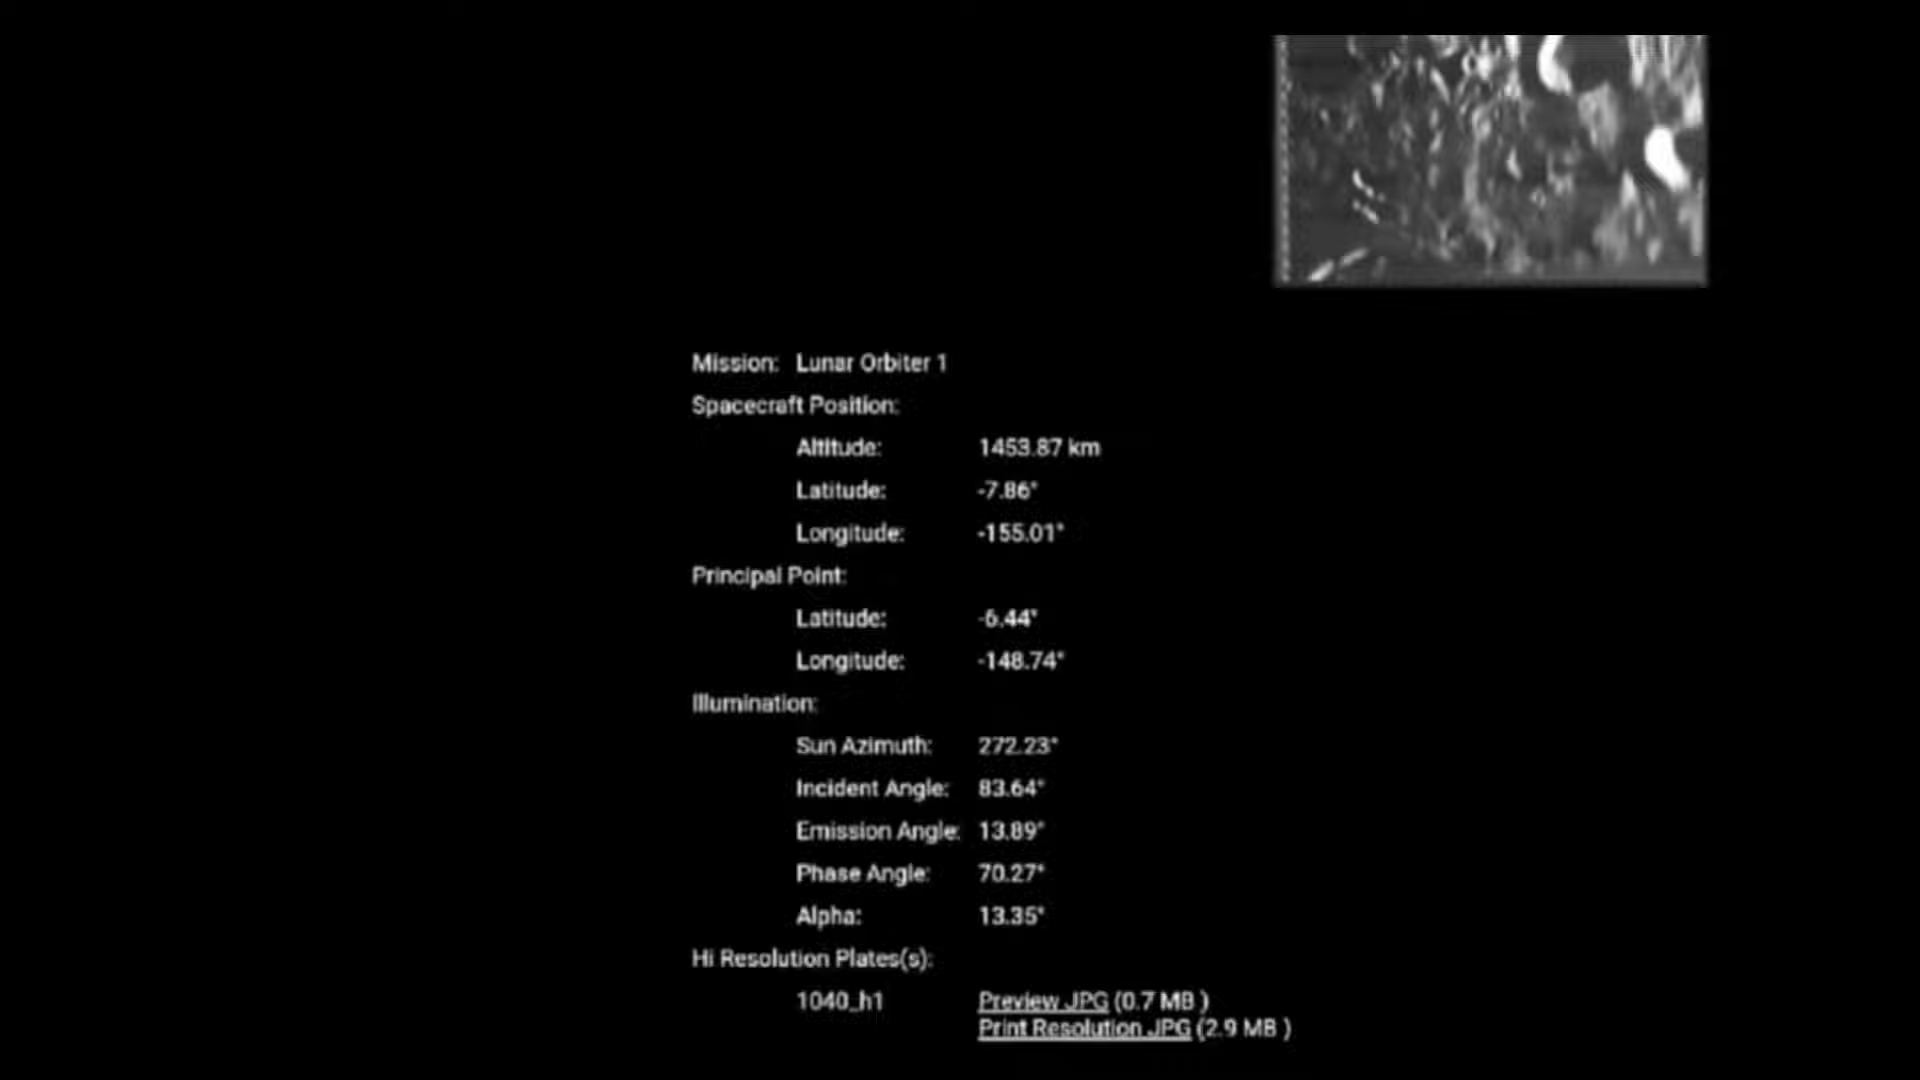 Mission: Lunar Orbiter 1
Spacecraft Position:
Altitude: 1453.87 km
Latitude: -7.86°
Longitude: -155.01°
Principal Point:
Latitude: -6.44°
Longitude: -148.74°
Illumination:
Sun Azimuth: 272.23°
Incident Angle: 83.64°
Emission Angle: 13.89°
Phase Angle: 70.27°
Alpha: 13.35°
Hi Resolution Plates(s):
1040_h1 Preview JPG (0.7 MB )
Print Resolution JPG (2.9 MB )